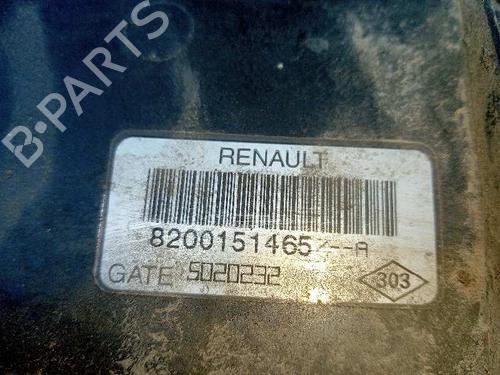 B-PARTS
RENAULT
8200151465/--A
GATE 5020232
303